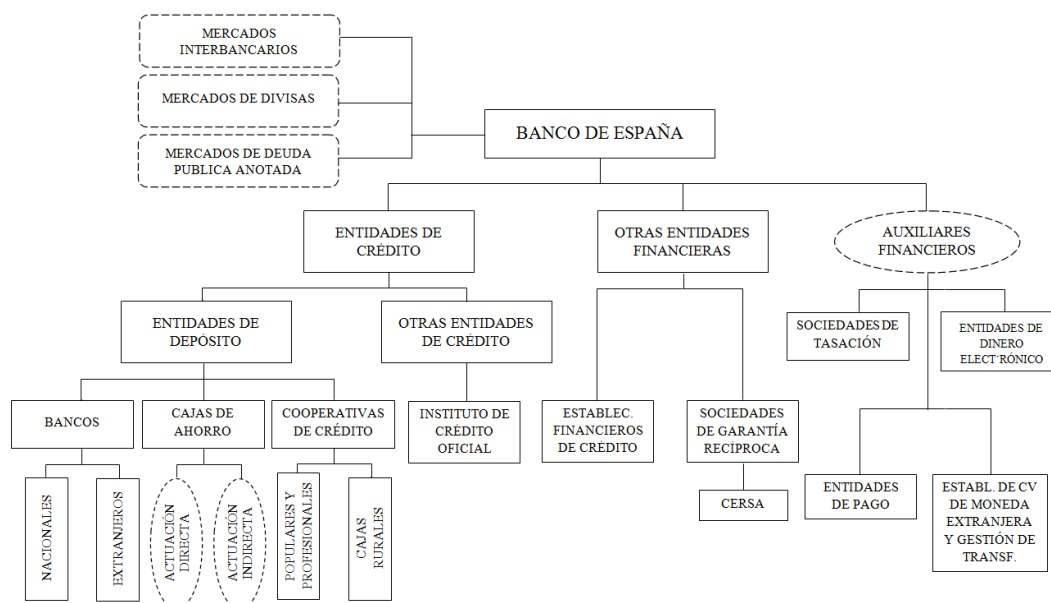 MERCADOS
INTERBANCARIOS
MERCADOS DE DIVISAS
MERCADOS DE DEUDA
PUBLICA ANOTADA
BANCO DE ESPAÑA
ENTIDADES DE
CRÉDITO
OTRAS ENTIDADES
FINANCIERAS
AUXILIARES
FINANCIEROS
ENTIDADES DE
DEPÓSITO
OTRAS ENTIDADES
DE CRÉDITO
SOCIEDADES DE
TASACIÓN
ENTIDADES DE
DINERO
ELECT´RÓNICO
BANCOS
CAJAS DE
AHORRO
COOPERATIVAS
DE CRÉDITO
INSTITUTO DE
CRÉDITO
OFICIAL
ESTABLEC.
FINANCIEROS
DE CRÉDITO
SOCIEDADES
DE GARANTÍA
RECÍPROCA
NACIONALES
EXTRANJEROS
ACTUACIÓN
DIRECTA
ACTUACIÓN
INDIRECTA
POPULARES Y
PROFESIONALES
CAJAS
RURALES
CERSA
ENTIDADES
DE PAGO
ESTABL. DE CV
DE MONEDA
EXTRANJERA
Y GESTIÓN DE
TRANSF.